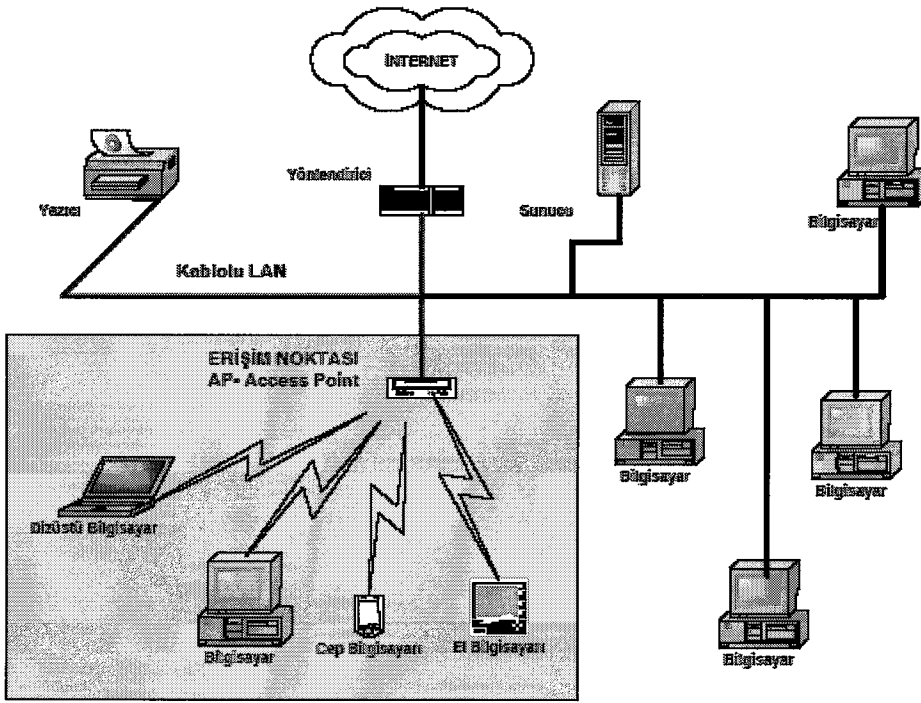 İNTERNET
Yönlendirici
Yazıcı
Sunucu
Bilgisayar
Kablolu LAN
ERİŞİM NOKTASI
AP- Access Point
Bilgisayar
Bilgisayar
Dizüstü Bilgisayar
Bilgisayar
Cep Bilgisayarı
El Bilgisayarı
Bilgisayar